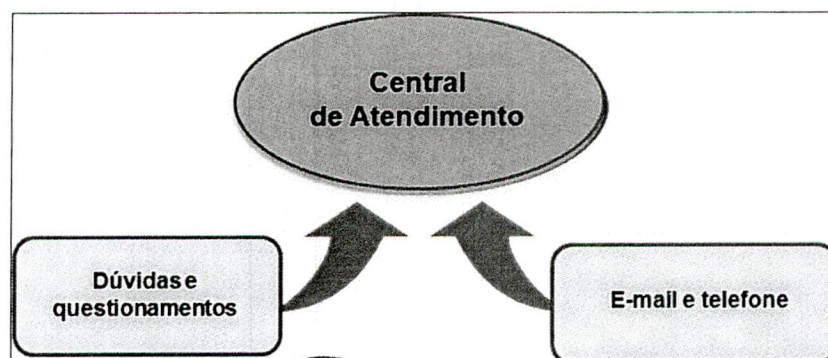 Central
de Atendimento
Dúvidas e
questionamentos
E-mail e telefone